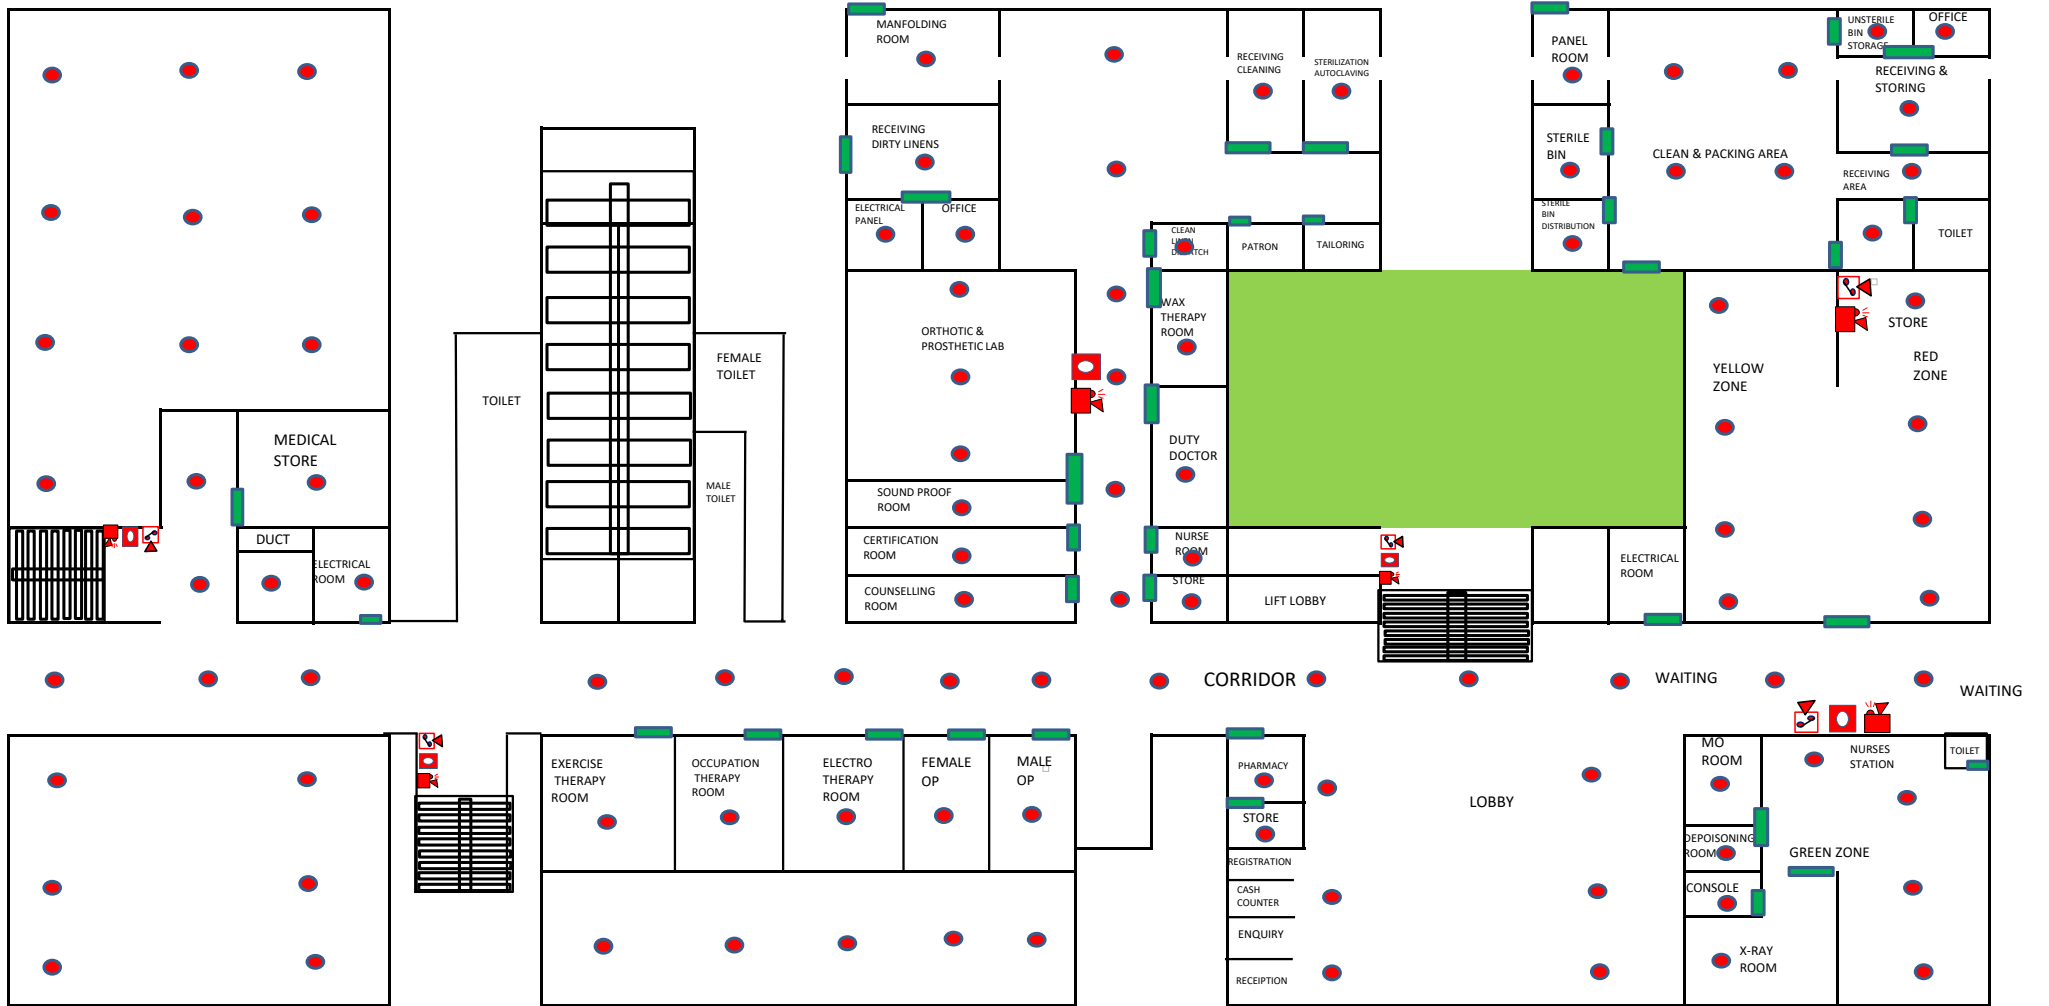 MANFOLDING
ROOM
RECEIVING
CLEANING
STERILIZATION
AUTOCLAVING
PANEL
ROOM
UNSTERILE
BIN
STORAGE
OFFICE
RECEIVING &
STORING
RECEIVING
DIRTY LINENS
STERILE
BIN
CLEAN & PACKING AREA
RECEIVING
AREA
ELECTRICAL
PANEL
OFFICE
CLEAN
LINEN
DISPATCH
PATRON
TAILORING
STERILE
BIN
DISTRIBUTION
TOILET
ORTHOTIC &
PROSTHETIC LAB
WAX
THERAPY
ROOM
STORE
YELLOW
ZONE
RED
ZONE
TOILET
FEMALE
TOILET
MALE
TOILET
MEDICAL
STORE
DUTY
DOCTOR
SOUND PROOF
ROOM
DUCT
ELECTRICAL
ROOM
CERTIFICATION
ROOM
NURSE
ROOM
ELECTRICAL
ROOM
COUNSELLING
ROOM
STORE
LIFT LOBBY
CORRIDOR
WAITING
WAITING
EXERCISE
THERAPY
ROOM
OCCUPATION
THERAPY
ROOM
ELECTRO
THERAPY
ROOM
FEMALE
OP
MALE
OP
PHARMACY
STORE
REGISTRATION
CASH
COUNTER
ENQUIRY
RECEIPTION
LOBBY
MO
ROOM
NURSES
STATION
TOILET
DEPOISONING
ROOM
GREEN ZONE
CONSOLE
X-RAY
ROOM